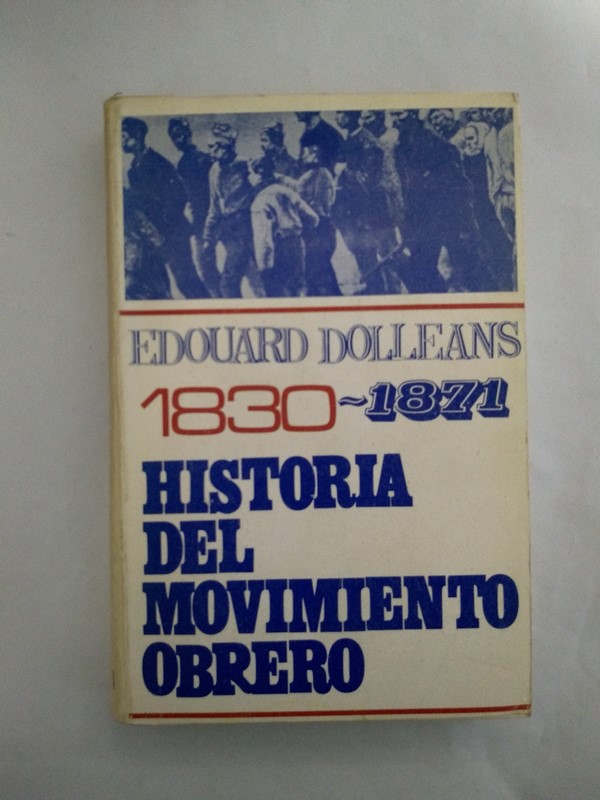 EDOUARD DOLLEANS
1830~1871
HISTORIA
DEL
MOVIMIENTO
OBRERO